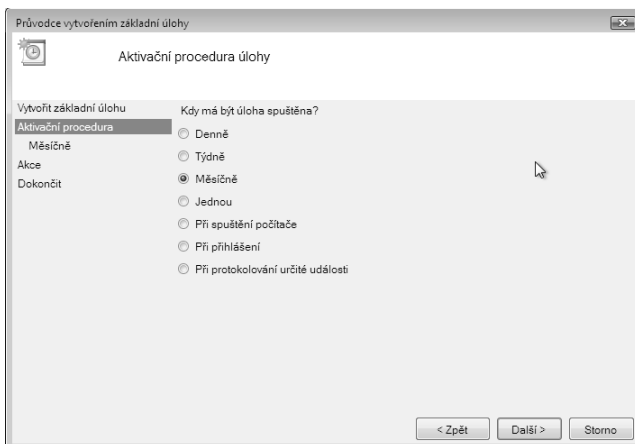 Průvodce vytvořením základní úlohy
Aktivační procedura úlohy
Vytvořit základní úlohu
Aktivační procedura
Měsíčně
Akce
Dokončit
Kdy má být úloha spuštěna?
Denně
Týdně
Měsíčně
Jednou
Při spuštění počítače
Při přihlášení
Při protokolování určité události
< Zpět
Další >
Storno